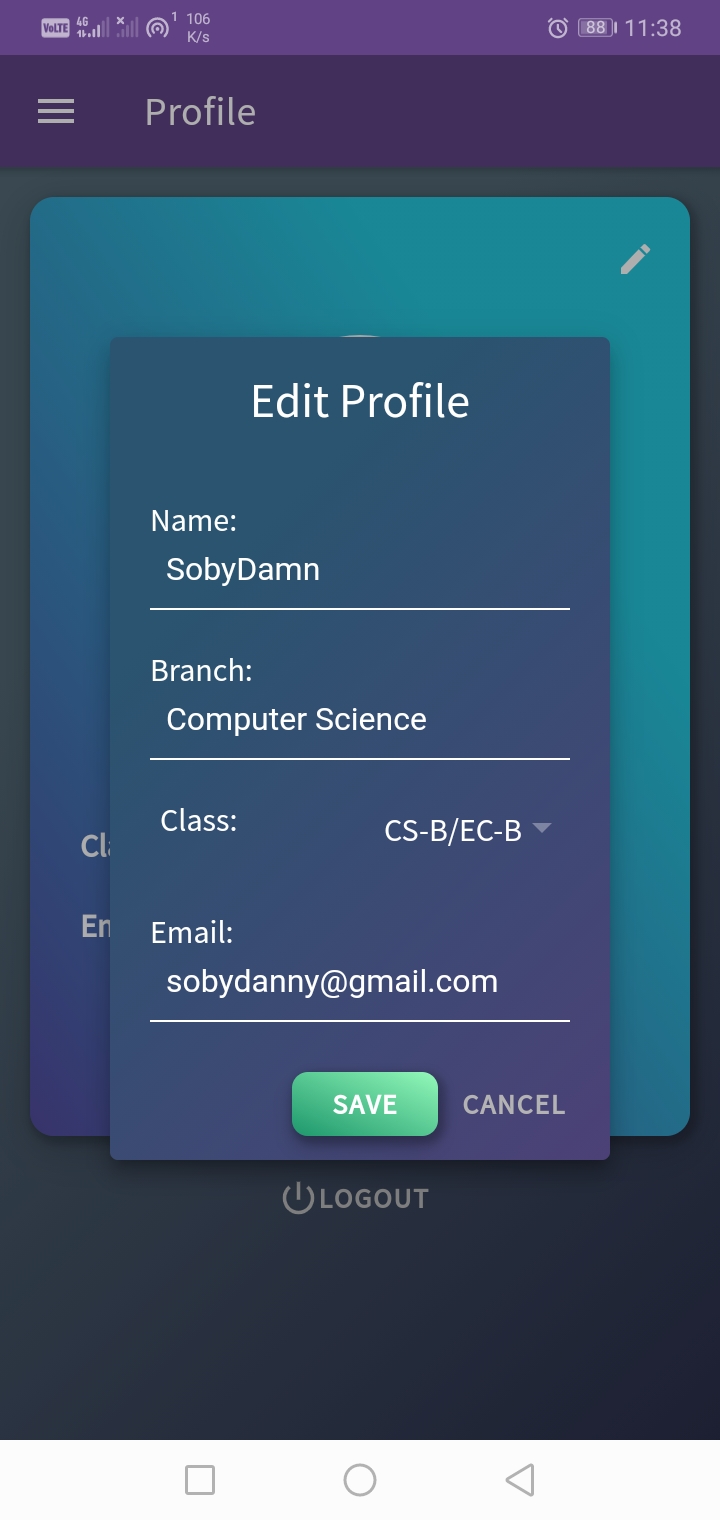 VoLTE 4G 1 106 K/s 88 11:38
Profile
Edit Profile
Name:
SobyDamn
Branch:
Computer Science
Class:
CS-B/EC-B
Cl
Email:
En
sobydanny@gmail.com
SAVE CANCEL
LOGOUT